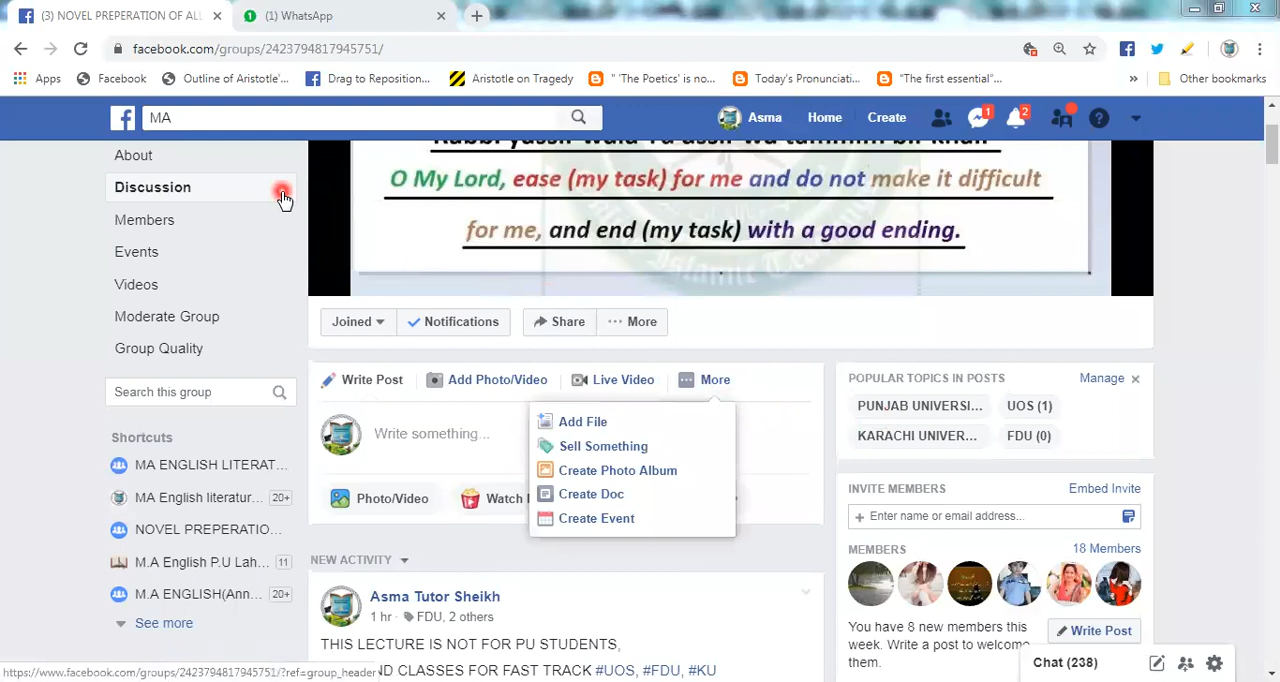 (3) NOVEL PREPERATION OF ALL
(1) WhatsApp
facebook.com/groups/2423794817945751/
Apps
Facebook
Outline of Aristotle'...
Drag to Reposition...
Aristotle on Tragedy
" 'The Poetics' is no...
Today's Pronunciati...
"The first essential"...
»
Other bookmarks
MA
Asma
Home
Create
1
2
About
Discussion
Members
Events
Videos
Moderate Group
Group Quality
Search this group
Shortcuts
MA ENGLISH LITERAT...
MA English literatur... 20+
NOVEL PREPERATIO...
M.A English P.U Lah... 11
M.A ENGLISH(Ann... 20+
See more
https://www.facebook.com/groups/2423794817945751/?ref=group_header
O My Lord, ease (my task) for me and do not make it difficult
for me, and end (my task) with a good ending.
Islamic
Joined
Notifications
Share
More
Write Post
Add Photo/Video
Live Video
More
Write something...
Add File
Sell Something
Create Photo Album
Create Doc
Create Event
Photo/Video
Watch
NEW ACTIVITY
Asma Tutor Sheikh
1 hr · FDU, 2 others
THIS LECTURE IS NOT FOR PU STUDENTS,
ND CLASSES FOR FAST TRACK #UOS, #FDU, #KU
POPULAR TOPICS IN POSTS
Manage
PUNJAB UNIVERSI...
UOS (1)
KARACHI UNIVER...
FDU (0)
INVITE MEMBERS
Embed Invite
+ Enter name or email address...
MEMBERS
18 Members
You have 8 new members this
week. Write a post to welcome
them.
Write Post
Chat (238)